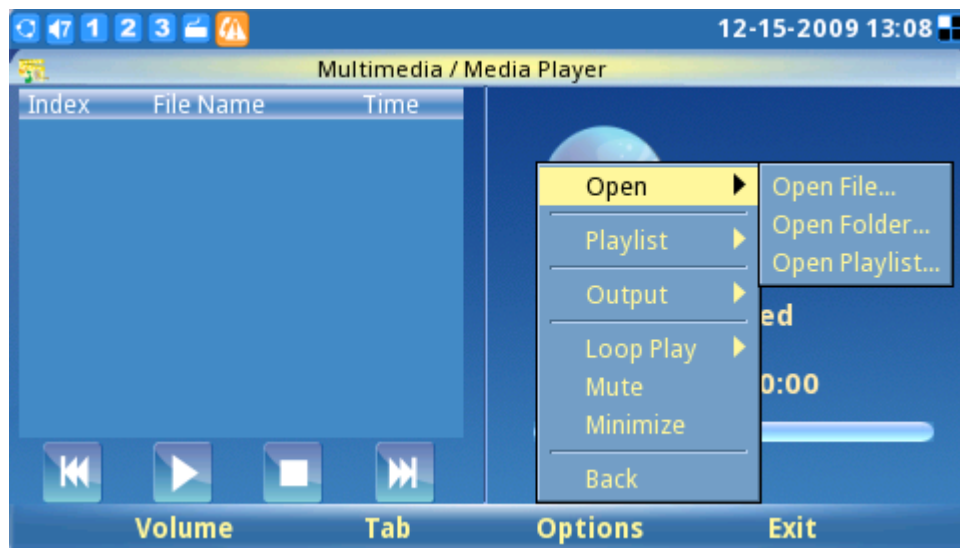 7 1 2 3 12-15-2009 13:08
Multimedia / Media Player
Index File Name Time
Open
Playlist
Output
Loop Play
Mute
Minimize
Back
Open File...
Open Folder...
Open Playlist...
ed
0:00
Volume Tab Options Exit